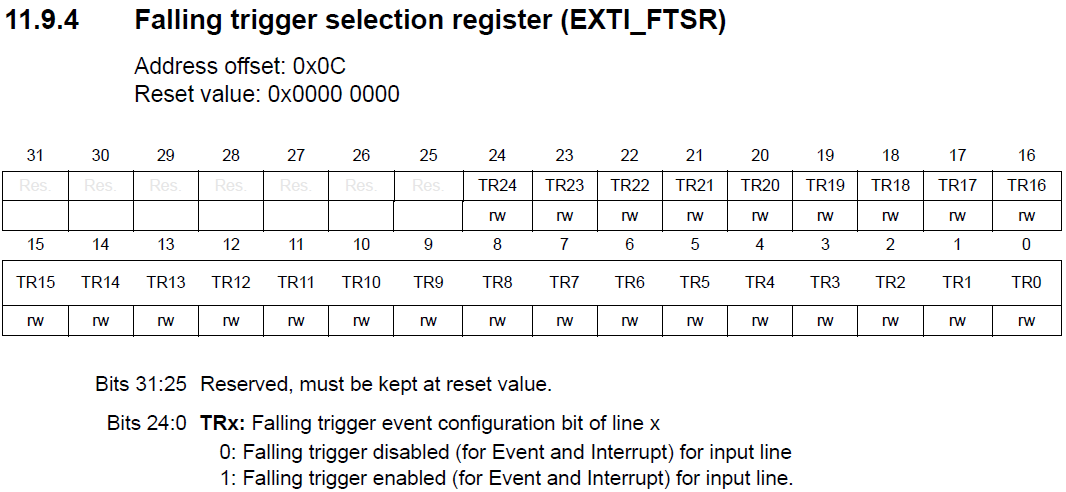 11.9.4 Falling trigger selection register (EXTI_FTSR)
Address offset: 0x0C
Reset value: 0x0000 0000
31 30 29 28 27 26 25 24 23 22 21 20 19 18 17 16
Res. Res. Res. Res. Res. Res. Res. TR24 TR23 TR22 TR21 TR20 TR19 TR18 TR17 TR16
rw rw rw rw rw rw rw rw rw
15 14 13 12 11 10 9 8 7 6 5 4 3 2 1 0
TR15 TR14 TR13 TR12 TR11 TR10 TR9 TR8 TR7 TR6 TR5 TR4 TR3 TR2 TR1 TR0
rw rw rw rw rw rw rw rw rw rw rw rw rw rw rw rw
Bits 31:25 Reserved, must be kept at reset value.
Bits 24:0 TRx: Falling trigger event configuration bit of line x
0: Falling trigger disabled (for Event and Interrupt) for input line
1: Falling trigger enabled (for Event and Interrupt) for input line.